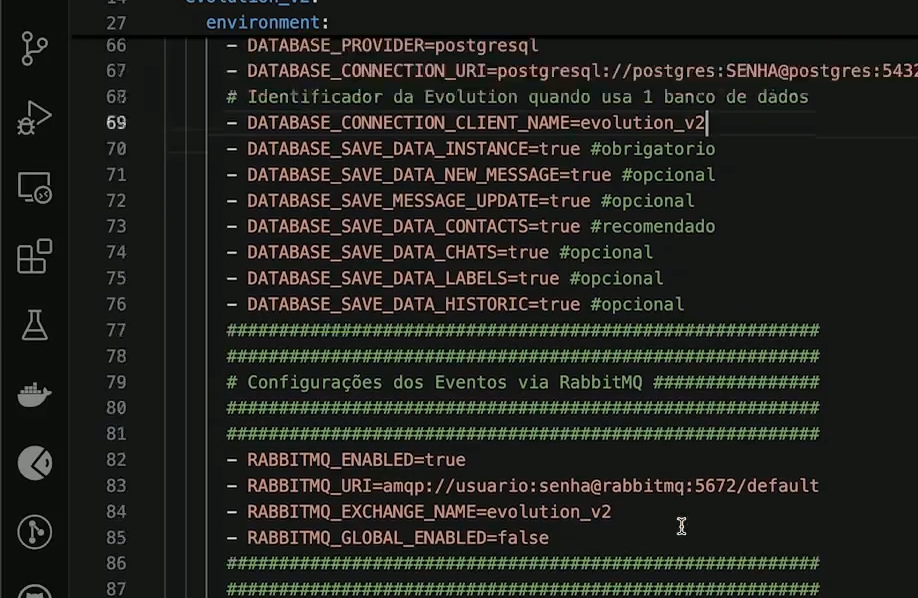 14 evolution_v2:
27 environment:
66 - DATABASE_PROVIDER=postgresql
67 - DATABASE_CONNECTION_URI=postgresql://postgres:SENHA@postgres:5432
68 # Identificador da Evolution quando usa 1 banco de dados
69 - DATABASE_CONNECTION_CLIENT_NAME=evolution_v2
70 - DATABASE_SAVE_DATA_INSTANCE=true #obrigatorio
71 - DATABASE_SAVE_DATA_NEW_MESSAGE=true #opcional
72 - DATABASE_SAVE_MESSAGE_UPDATE=true #opcional
73 - DATABASE_SAVE_DATA_CONTACTS=true #recomendado
74 - DATABASE_SAVE_DATA_CHATS=true #opcional
75 - DATABASE_SAVE_DATA_LABELS=true #opcional
76 - DATABASE_SAVE_DATA_HISTORIC=true #opcional
77 #########################################################
78 #########################################################
79 # Configurações dos Eventos via RabbitMQ ################
80 #########################################################
81 #########################################################
82 - RABBITMQ_ENABLED=true
83 - RABBITMQ_URI=amqp://usuario:senha@rabbitmq:5672/default
84 - RABBITMQ_EXCHANGE_NAME=evolution_v2
85 - RABBITMQ_GLOBAL_ENABLED=false
86 #########################################################
87 #########################################################